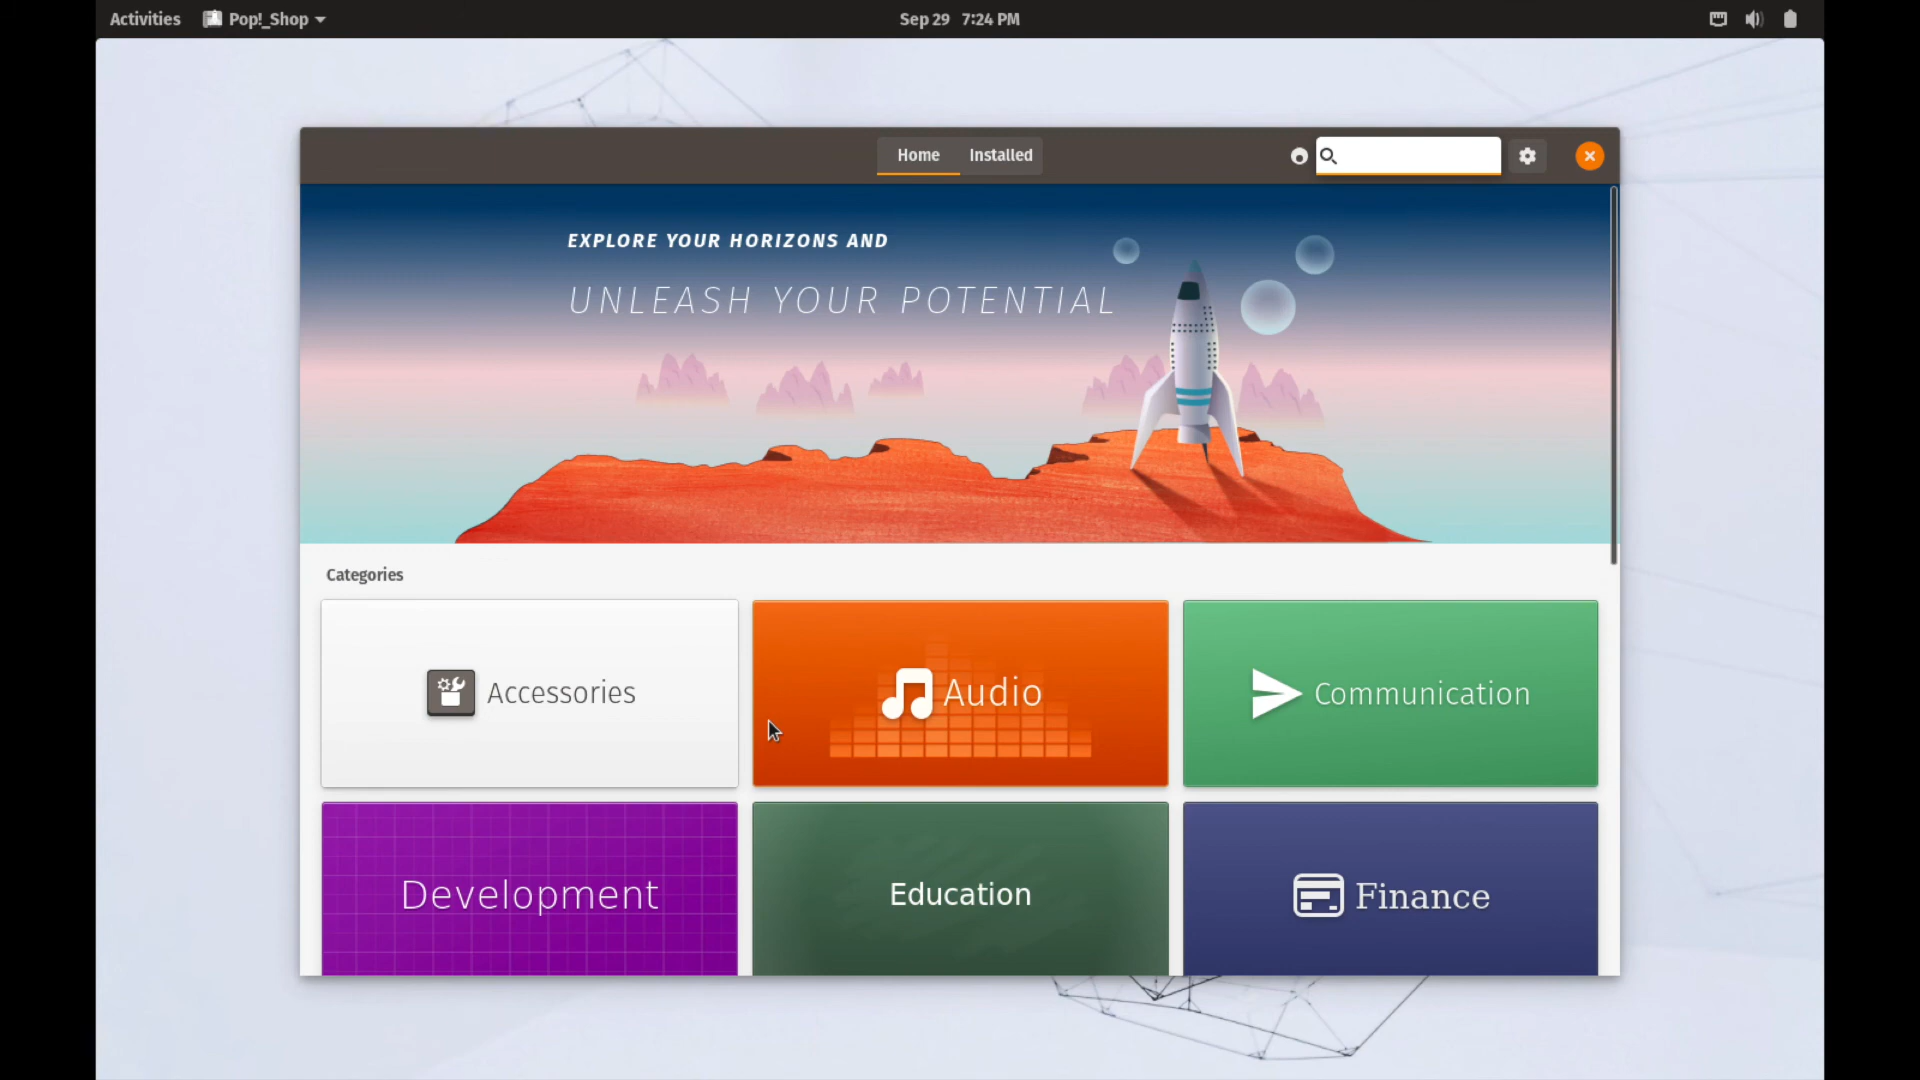 Activities Pop!_Shop Sep 29 7:24 PM
Home Installed
EXPLORE YOUR HORIZONS AND
UNLEASH YOUR POTENTIAL
Categories
Accessories Audio Communication
Development Education Finance